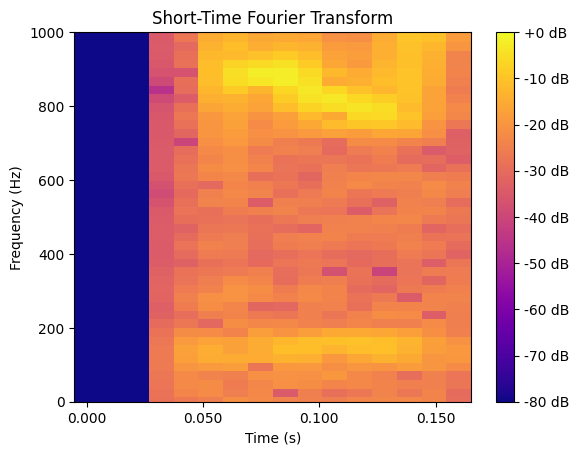 Short-Time Fourier Transform
1000
800
600
400
200
0
Frequency (Hz)
0.000
0.050
0.100
0.150
Time (s)
+0 dB
-10 dB
-20 dB
-30 dB
-40 dB
-50 dB
-60 dB
-70 dB
-80 dB